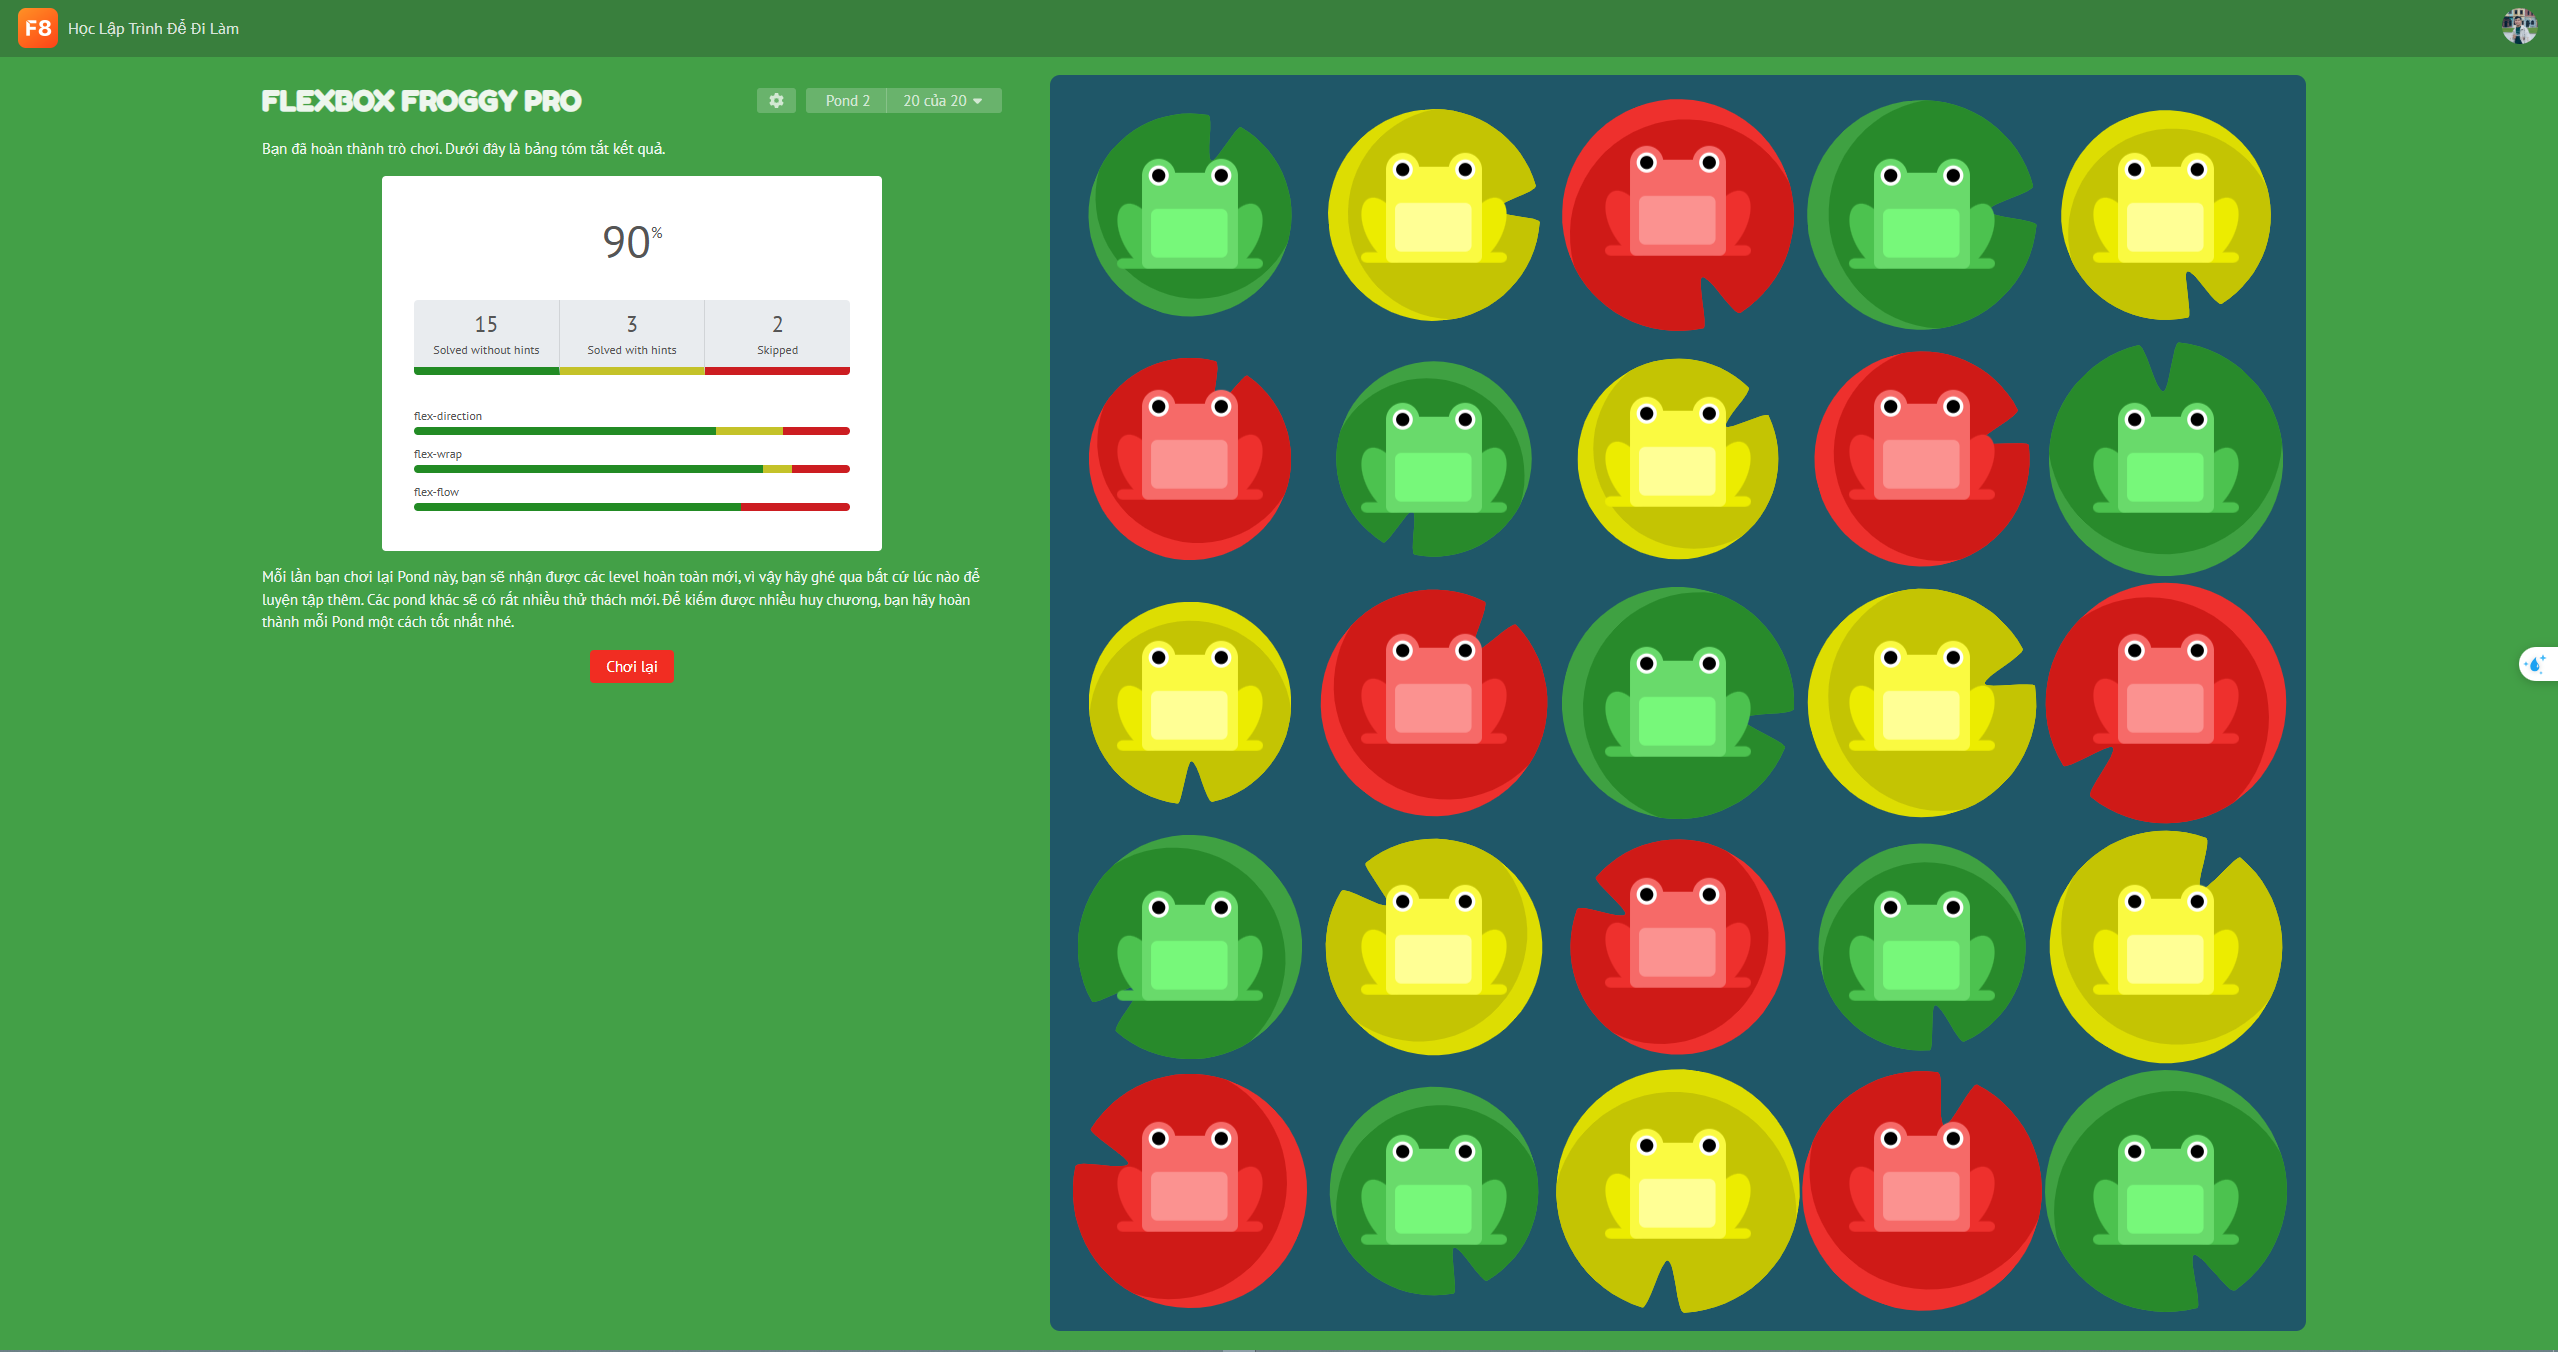 F8 Học Lập Trình Để Đi Làm
FLEXBOX FROGGY PRO
Pond 2 20 của 20
Bạn đã hoàn thành trò chơi. Dưới đây là bảng tóm tắt kết quả.
90%
15 3 2
Solved without hints Solved with hints Skipped
flex-direction
flex-wrap
flex-flow
Mỗi lần bạn chơi lại Pond này, bạn sẽ nhận được các level hoàn toàn mới, vì vậy hãy ghé qua bất cứ lúc nào để
luyện tập thêm. Các pond khác sẽ có rất nhiều thử thách mới. Để kiếm được nhiều huy chương, bạn hãy hoàn
thành mỗi Pond một cách tốt nhất nhé.
Chơi lại